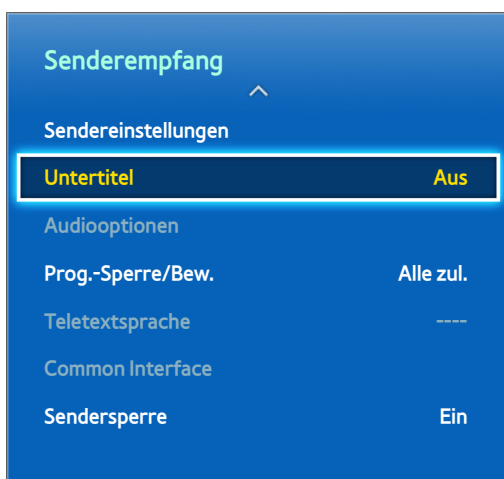 Senderempfang
Sendereinstellungen
Untertitel Aus
Audiooptionen
Prog.-Sperre/Bew. Alle zul.
Teletextsprache ----
Common Interface
Sendersperre Ein